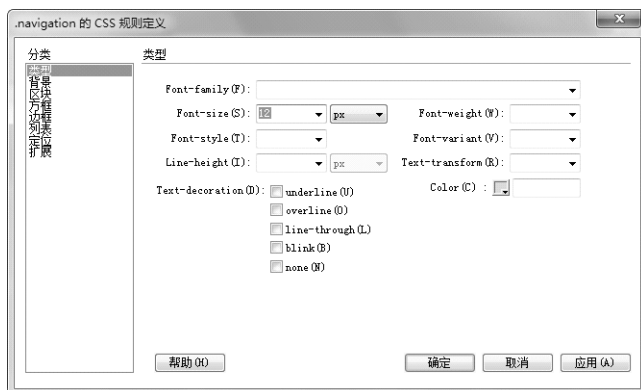 .navigation 的 CSS 规则定义
分类
类型
背景
区块
方框
边框
列表
定位
扩展
类型
Font-family(F):
Font-size(S): 12 px Font-weight(W):
Font-style(T): Font-variant(V):
Line-height(I): px Text-transform(R):
Text-decoration(D): underline(U) Color(C) :
overline(O)
line-through(L)
blink(B)
none(N)
帮助(H) 确定 取消 应用(A)